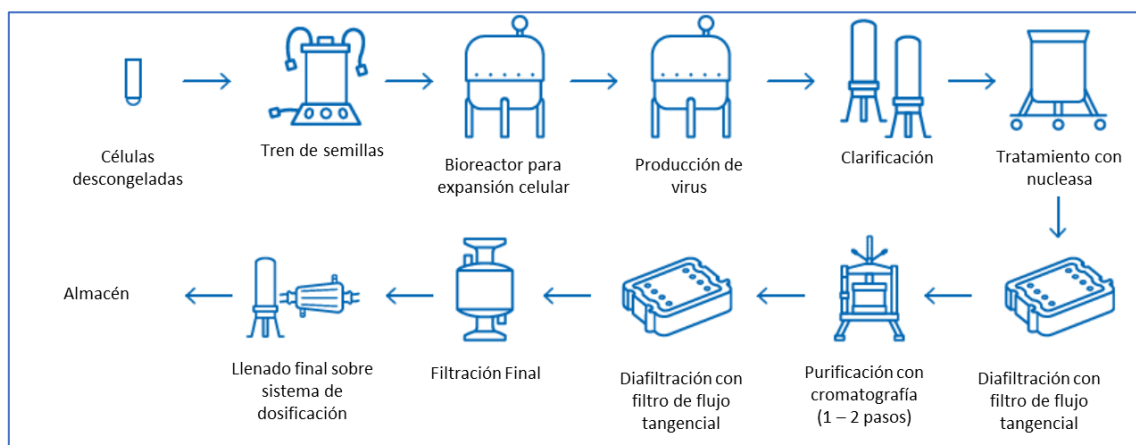 Células
descongeladas
Tren de semillas
Bioreactor para
expansión celular
Producción de
virus
Clarificación
Tratamiento con
nucleasa
Almacén
Llenado final sobre
sistema de
dosificación
Filtración Final
Diafiltración con
filtro de flujo
tangencial
Purificación con
cromatografía
(1 – 2 pasos)
Diafiltración con
filtro de flujo
tangencial